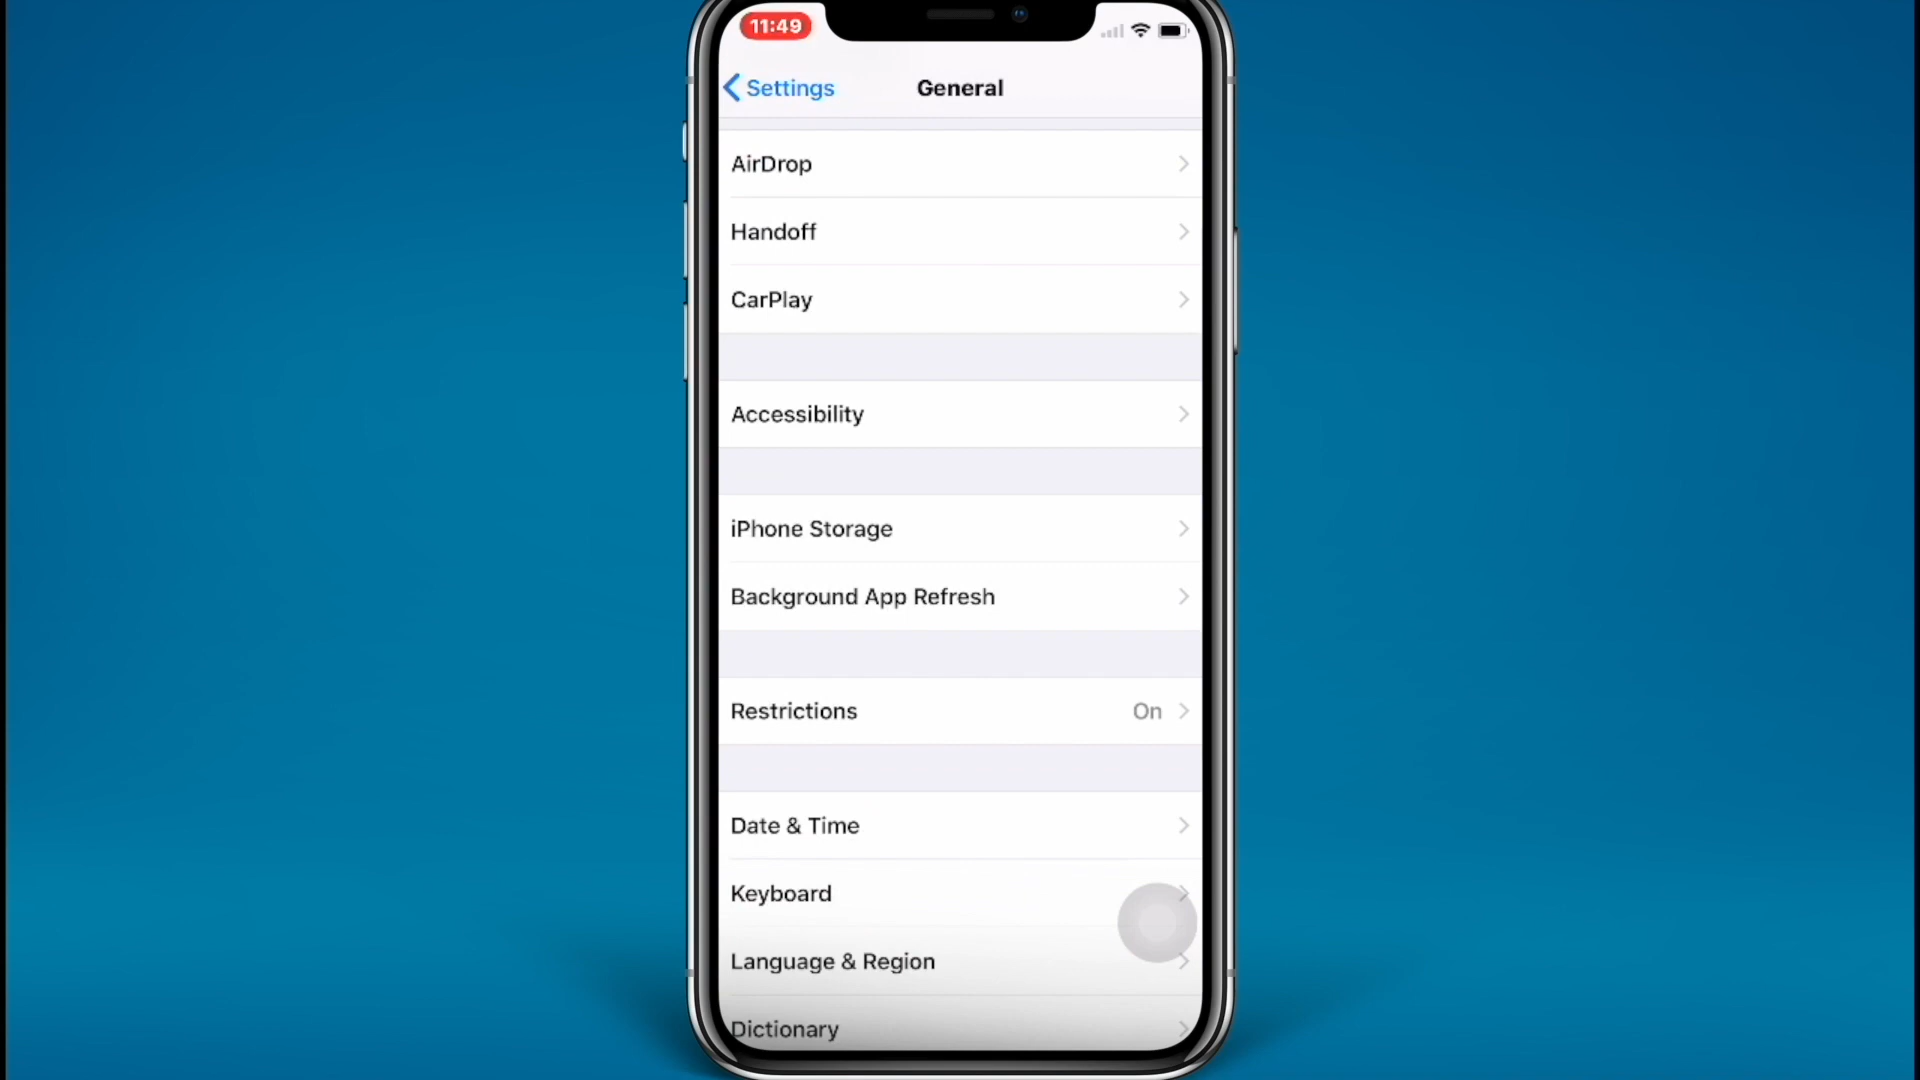 11:49
Settings
General
AirDrop
Handoff
CarPlay
Accessibility
iPhone Storage
Background App Refresh
Restrictions On
Date & Time
Keyboard
Language & Region
Dictionary